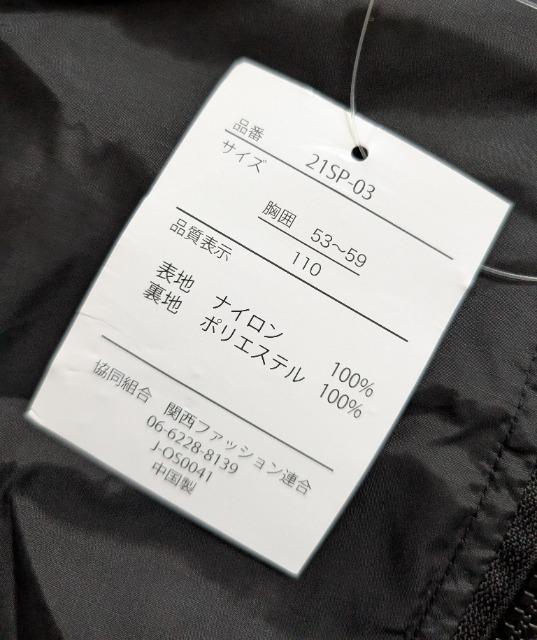 品番 21SP-03
サイズ
胸囲 53～59
110
品質表示
表地 ナイロン 100%
裏地 ポリエステル 100%
協同組合 関西ファッション連合
06-6228-8139
J-OS0041
中国製